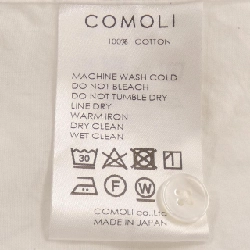 COMOLI
100% COTTON
MACHINE WASH COLD
DO NOT BLEACH
DO NOT TUMBLE DRY
LINE DRY
WARM IRON
DRY CLEAN
WET CLEAN
30
F W
COMOLI co.,Ltd
MADE IN JAPAN